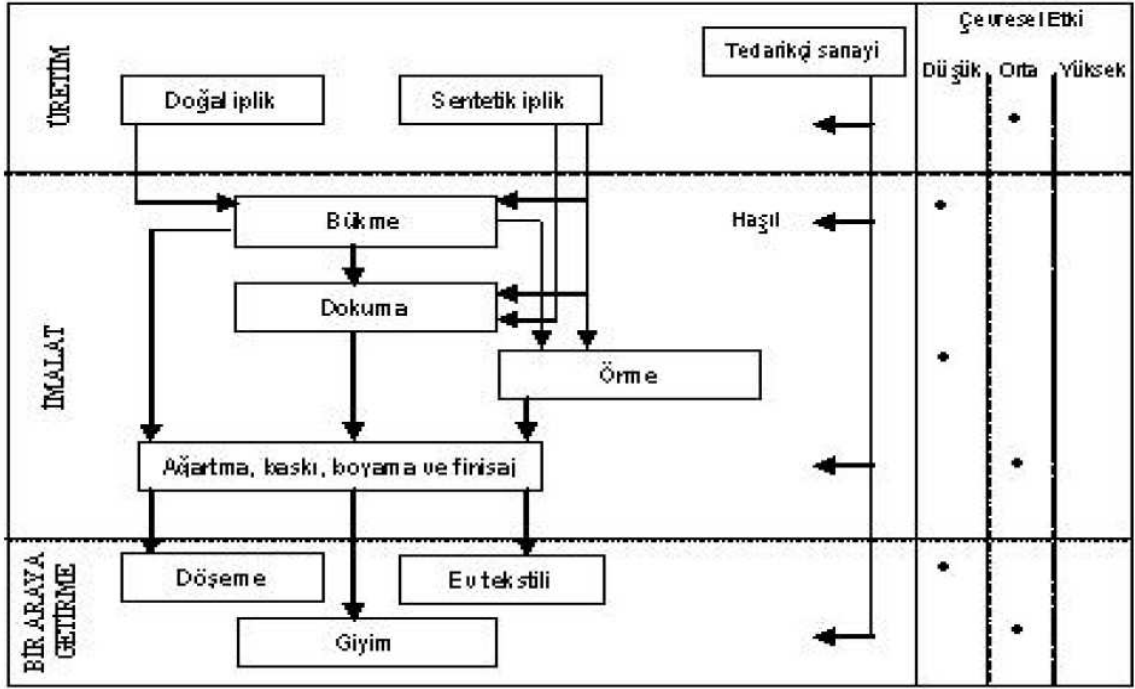 Çevresel Etki
Tedarikçi sanayi
Düşük Orta Yüksek
Doğal iplik
Sentetik iplik
ÜRETİM
Bükme
Haşıl
Dokuma
Örme
İMALAT
Ağartma, baskı, boyama ve finisaj
Döşeme
Ev tekstili
Giyim
BİR ARAYA
GETİRME